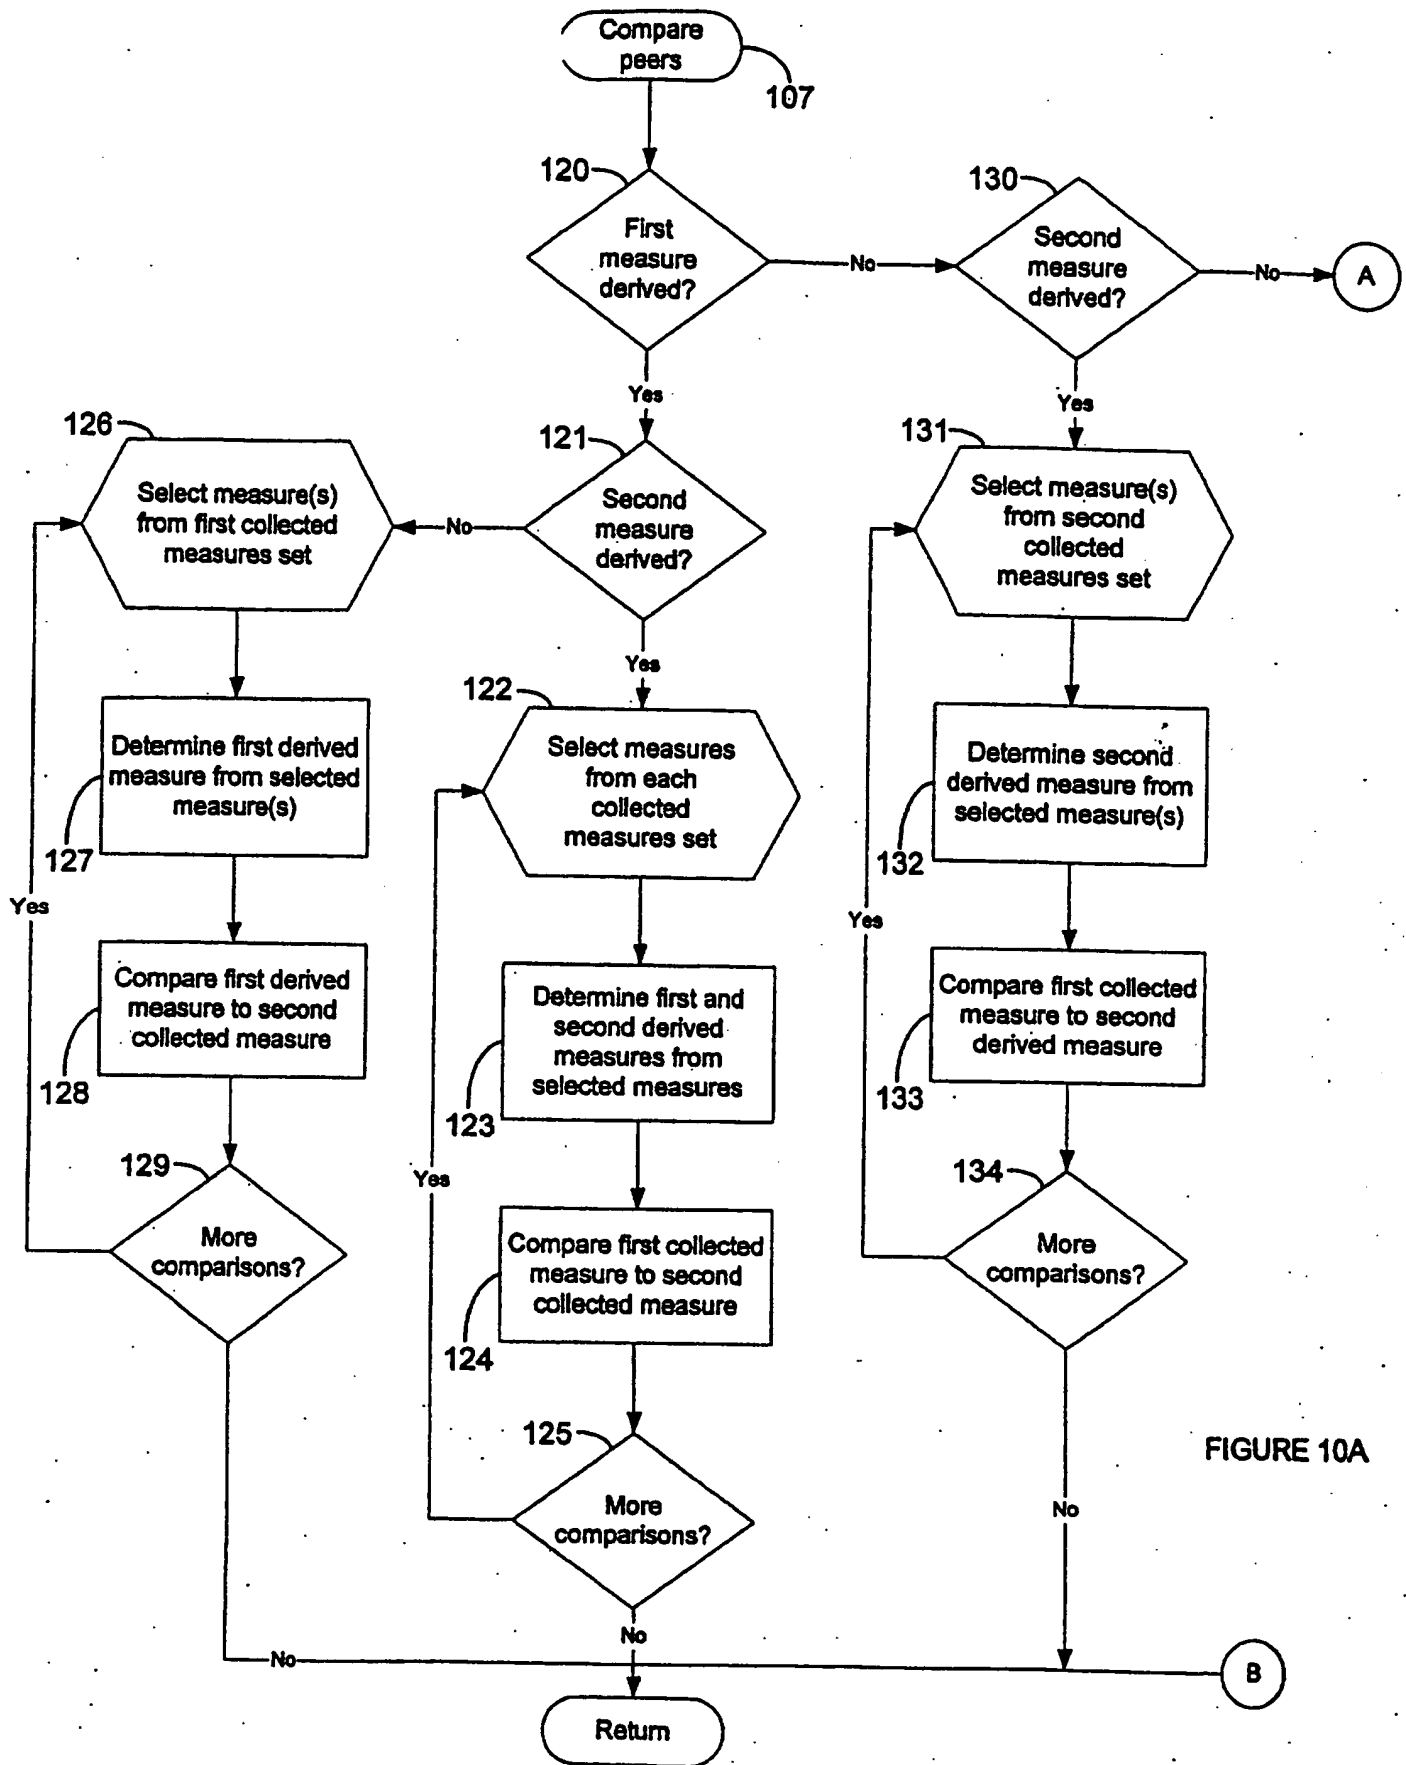 Compare
peers
107
120
First
measure
derived?
No
130
Second
measure
derived?
No
A
Yes
Yes
126
Select measure(s)
from first collected
measures set
No
121
Second
measure
derived?
131
Select measure(s)
from second
collected
measures set
Yes
122
Select measures
from each
collected
measures set
Determine first derived
measure from selected
measure(s)
127
Determine second
derived measure from
selected measure(s)
132
Yes
Yes
Compare first derived
measure to second
collected measure
128
Determine first and
second derived
measures from
selected measures
123
Compare first collected
measure to second
derived measure
133
129
More
comparisons?
Yes
Compare first collected
measure to second
collected measure
124
134
More
comparisons?
125
More
comparisons?
FIGURE 10A
No
No
No
B
Return